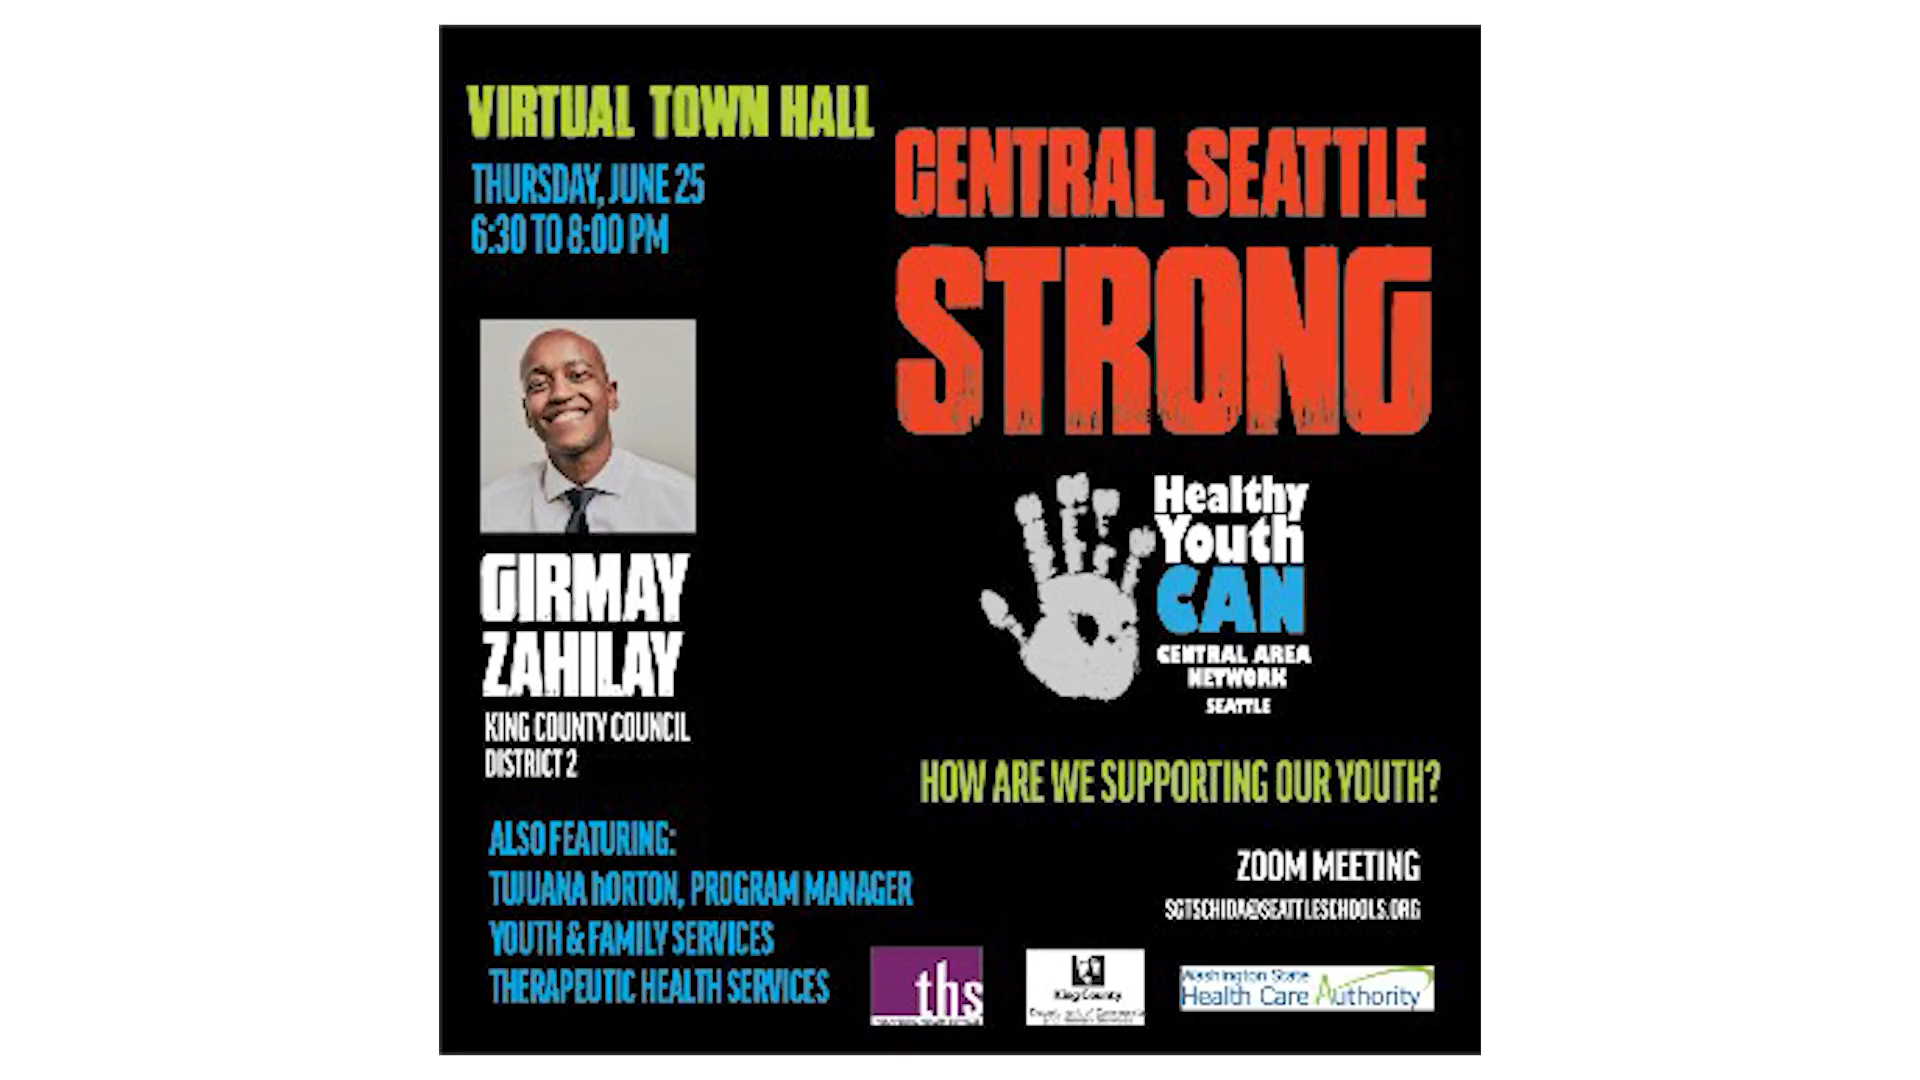 VIRTUAL TOWN HALL
THURSDAY, JUNE 25
6:30 TO 8:00 PM
CENTRAL SEATTLE
STRONG
GIRMAY
ZAHILAY
KING COUNTY COUNCIL
DISTRICT 2
Healthy
Youth
CAN
CENTRAL AREA
NETWORK
SEATTLE
HOW ARE WE SUPPORTING OUR YOUTH?
ALSO FEATURING:
TIJUANA hORTON, PROGRAM MANAGER
YOUTH & FAMILY SERVICES
THERAPEUTIC HEALTH SERVICES
ZOOM MEETING
SGTSCHIDA@SEATTLESCHOOLS.ORG
ths
King County
Washington State
Health Care Authority